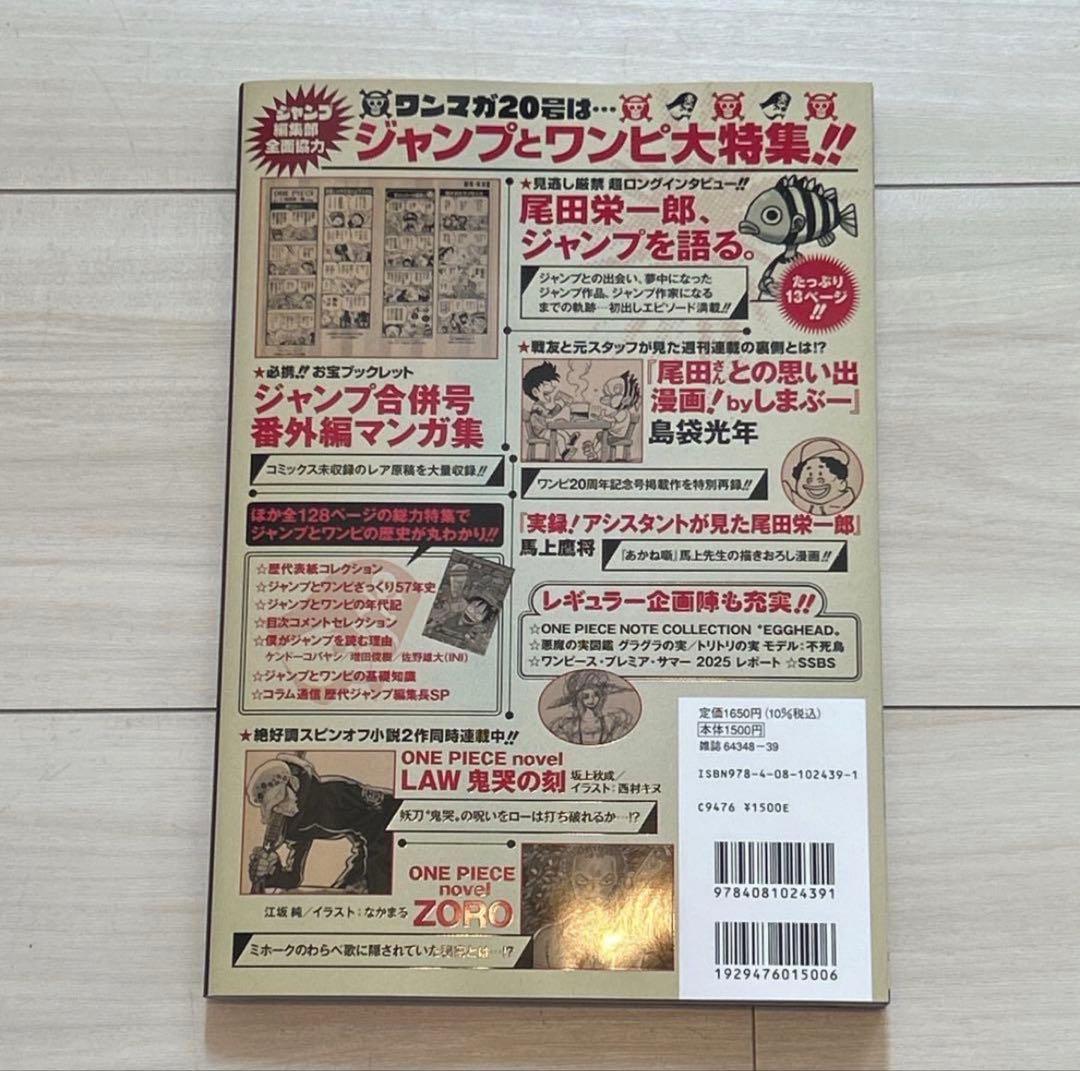 ジャンプ
編集部
全面協力
ワンマガ20号は…
ジャンプとワンピ大特集!!
★見逃し厳禁 超ロングインタビュー!!
尾田栄一郎、
ジャンプを語る。
ジャンプとの出会い、夢中になった
ジャンプ作品、ジャンプ作家になる
までの軌跡…初出しエピソード満載!!
たっぷり
13ページ
!!
★必携!! お宝ブックレット
ジャンプ合併号
番外編マンガ集
コミックス未収録のレア原稿を大量収録!!
★戦友と元スタッフが見た週刊連載の裏側とは!?
『尾田さんとの思い出
漫画!byしまぶー』
島袋光年
ワンピ20周年記念号掲載作を特別再録!!
『実録!アシスタントが見た尾田栄一郎』
馬上鷹将
『あかね噺』馬上先生の描きおろし漫画!!
ほか全128ページの総力特集で
ジャンプとワンピの歴史が丸わかり!!
☆歴代表紙コレクション
☆ジャンプとワンピざっくり57年史
☆ジャンプとワンピの年代記
☆目次コメントセレクション
☆僕がジャンプを読む理由
ケンドーコバヤシ/増田俊樹/佐野雄大(INI)
☆ジャンプとワンピの基礎知識
☆コラム通信 歴代ジャンプ編集長SP
レギュラー企画陣も充実!!
☆ONE PIECE NOTE COLLECTION "EGGHEAD"
☆悪魔の実図鑑 グラグラの実/トリトリの実 モデル:不死鳥
☆ワンピース・プレミア・サマー 2025 レポート ☆SSBS
★絶好調スピンオフ小説2作同時連載中!!
ONE PIECE novel
LAW 鬼哭の刻
坂上秋成/
イラスト:西村キヌ
妖刀"鬼哭"の呪いをローは打ち破れるか…!?
ONE PIECE
novel
ZORO
江坂 純/イラスト:なかまる
ミホークのわらべ歌に隠されていた
とは…!?
定価1650円(10%税込)
本体1500円
雑誌 64348-39
ISBN978-4-08-102439-1
C9476 ¥1500E
9784081024391
1929476015006